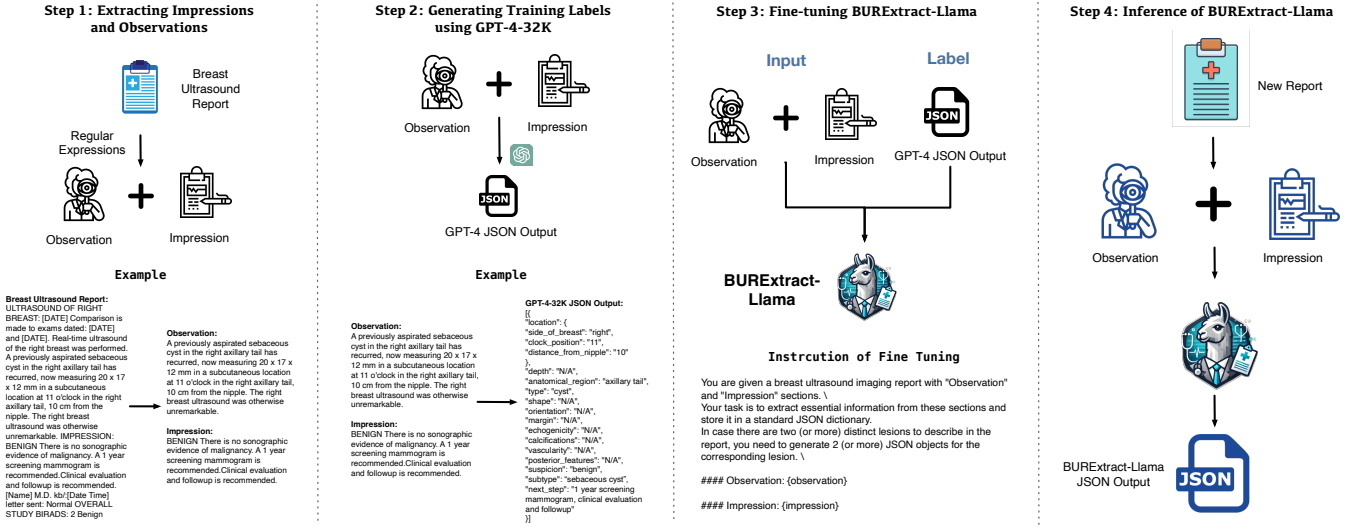 Step 1: Extracting Impressions
and Observations
Breast
Ultrasound
Report
Regular
Expressions
Observation
Impression
Example
Breast Ultrasound Report:
ULTRASOUND OF RIGHT
BREAST: [DATE] Comparison is
made to exams dated: [DATE]
and [DATE]. Real-time ultrasound
of the right breast was performed.
A previously aspirated sebaceous
cyst in the right axillary tail has
recurred, now measuring 20 x 17
x 12 mm in a subcutaneous
location at 11 o'clock in the right
axillary tail, 10 cm from the
nipple. The right breast
ultrasound was otherwise
unremarkable. IMPRESSION:
BENIGN There is no sonographic
evidence of malignancy. A 1 year
screening mammogram is
recommended.Clinical evaluation
and followup is recommended.
[Name] M.D. kb/:[Date Time]
letter sent: Normal OVERALL
STUDY BIRADS: 2 Benign
Observation:
A previously aspirated sebaceous
cyst in the right axillary tail has
recurred, now measuring 20 x 17 x
12 mm in a subcutaneous location
at 11 o'clock in the right axillary tail,
10 cm from the nipple. The right
breast ultrasound was otherwise
unremarkable.
Impression:
BENIGN There is no sonographic
evidence of malignancy. A 1 year
screening mammogram is
recommended.Clinical evaluation
and followup is recommended.
Step 2: Generating Training Labels
using GPT-4-32K
Observation
Impression
JSON
GPT-4 JSON Output
Example
Observation:
A previously aspirated sebaceous
cyst in the right axillary tail has
recurred, now measuring 20 x 17 x
12 mm in a subcutaneous location
at 11 o'clock in the right axillary tail,
10 cm from the nipple. The right
breast ultrasound was otherwise
unremarkable.
Impression:
BENIGN There is no sonographic
evidence of malignancy. A 1 year
screening mammogram is
recommended.Clinical evaluation
and followup is recommended.
GPT-4-32K JSON Output:
[{
"location": {
"side_of_breast": "right",
"clock_position": "11",
"distance_from_nipple": "10"
},
"depth": "N/A",
"anatomical_region": "axillary tail",
"type": "cyst",
"shape": "N/A",
"orientation": "N/A",
"margin": "N/A",
"echogenicity": "N/A",
"calcifications": "N/A",
"vascularity": "N/A",
"posterior_features": "N/A",
"suspicion": "benign",
"subtype": "sebaceous cyst",
"next_step": "1 year screening
mammogram, clinical evaluation
and followup"
}]
Step 3: Fine-tuning BURExtract-Llama
Input
Label
JSON
Observation
Impression
GPT-4 JSON Output
BURExtract-
Llama
Instrcution of Fine Tuning
You are given a breast ultrasound imaging report with "Observation"
and "Impression" sections. \
Your task is to extract essential information from these sections and
store it in a standard JSON dictionary.
In case there are two (or more) distinct lesions to describe in the
report, you need to generate 2 (or more) JSON objects for the
corresponding lesion. \
#### Observation: {observation}
#### Impression: {impression}
Step 4: Inference of BURExtract-Llama
New Report
Observation
Impression
BURExtract-Llama
JSON Output
JSON